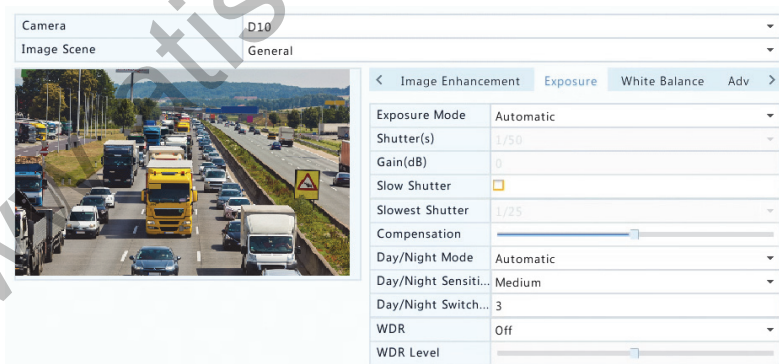 Camera D10
Image Scene General
< Image Enhancement Exposure White Balance Adv >
Exposure Mode Automatic
Shutter(s) 1/50
Gain(dB) 0
Slow Shutter
Slowest Shutter 1/25
Compensation
Day/Night Mode Automatic
Day/Night Sensiti... Medium
Day/Night Switch... 3
WDR Off
WDR Level